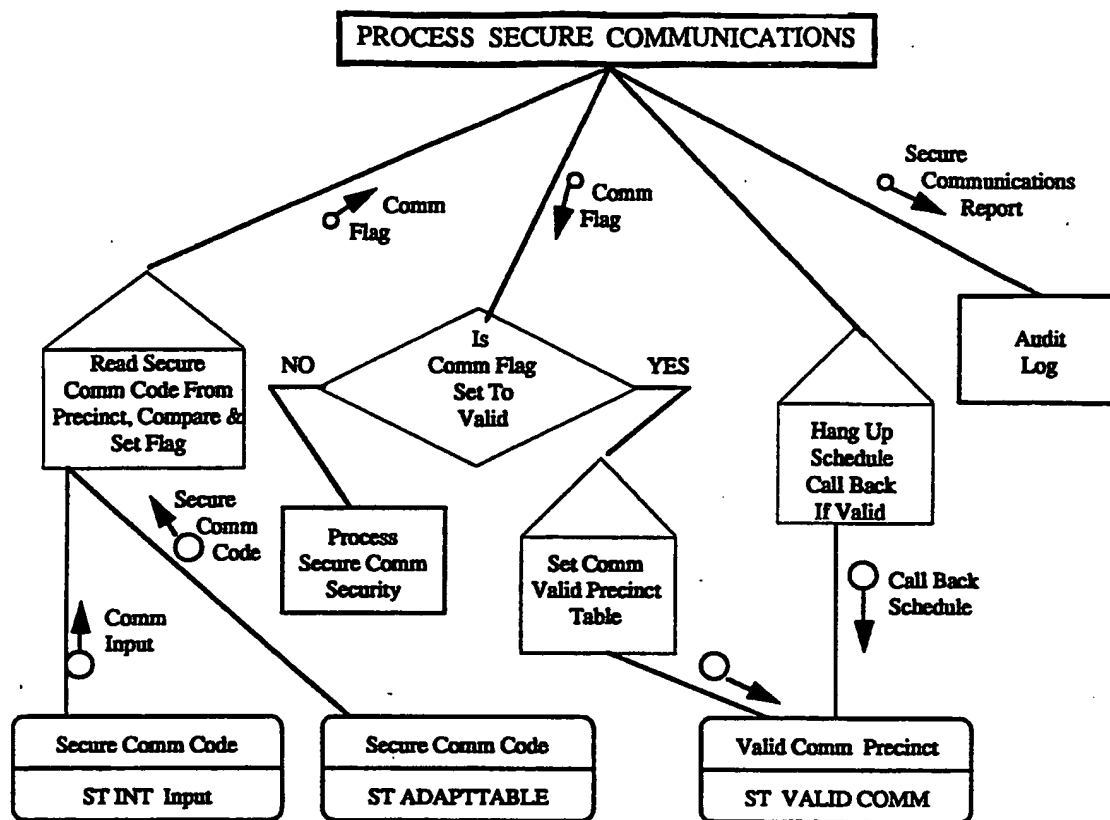 PROCESS SECURE COMMUNICATIONS
Comm
Flag
Comm
Flag
Secure
Communications
Report
Read Secure
Comm Code From
Precinct, Compare &
Set Flag
NO
Is
Comm Flag
Set To
Valid
YES
Hang Up
Schedule
Call Back
If Valid
Audit
Log
Secure
Comm
Code
Process
Secure Comm
Security
Set Comm
Valid Precinct
Table
Call Back
Schedule
Comm
Input
Secure Comm Code
ST INT Input
Secure Comm Code
ST ADAPTTABLE
Valid Comm Precinct
ST VALID COMM